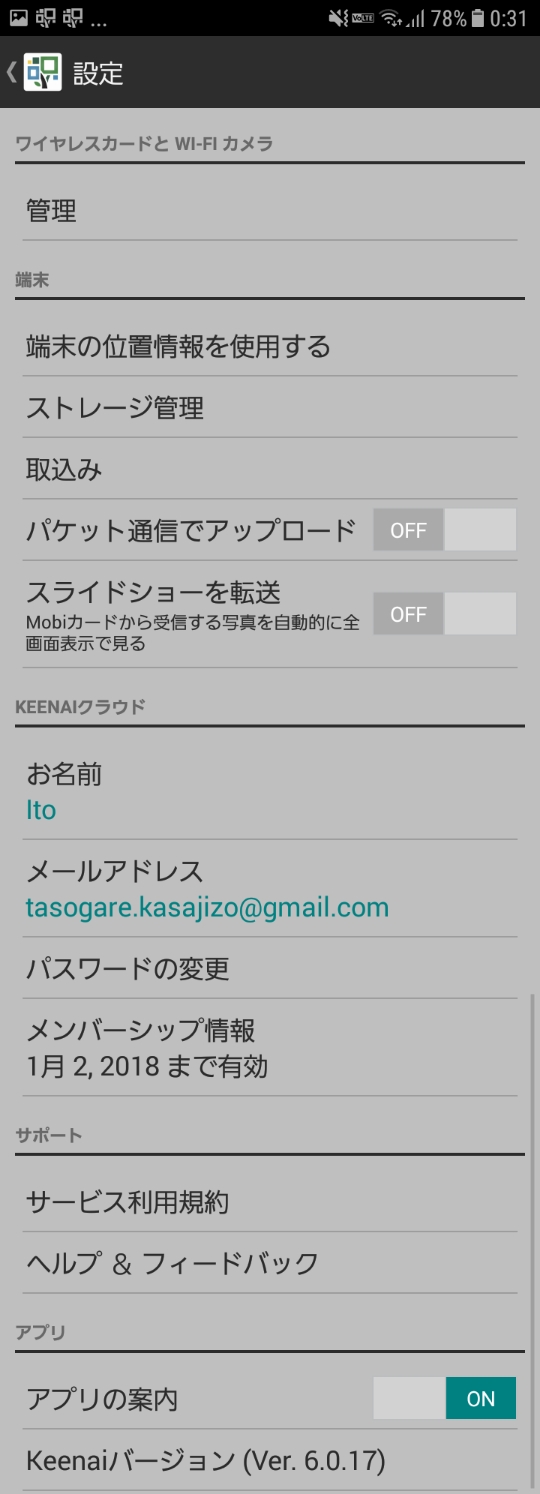 ... VoLTE 78% 0:31
設定
ワイヤレスカードと WI-FI カメラ
管理
端末
端末の位置情報を使用する
ストレージ管理
取込み
パケット通信でアップロード OFF
スライドショーを転送
Mobiカードから受信する写真を自動的に全
画面表示で見る
OFF
KEENAIクラウド
お名前
Ito
メールアドレス
tasogare.kasajizo@gmail.com
パスワードの変更
メンバーシップ情報
1月 2, 2018 まで有効
サポート
サービス利用規約
ヘルプ & フィードバック
アプリ
アプリの案内 ON
Keenaiバージョン (Ver. 6.0.17)